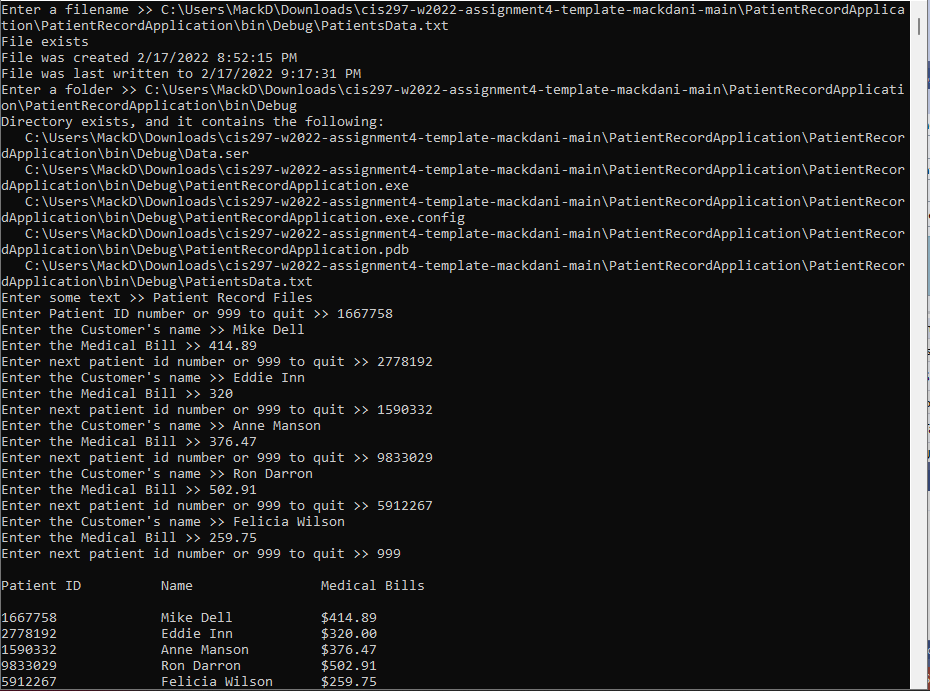 Enter a filename >> C:\Users\MackD\Downloads\cis297-w2022-assignment4-template-mackdani-main\PatientRecordApplica
tion\PatientRecordApplication\bin\Debug\PatientsData.txt
File exists
File was created 2/17/2022 8:52:15 PM
File was last written to 2/17/2022 9:17:31 PM
Enter a folder >> C:\Users\MackD\Downloads\cis297-w2022-assignment4-template-mackdani-main\PatientRecordApplicati
on\PatientRecordApplication\bin\Debug
Directory exists, and it contains the following:
   C:\Users\MackD\Downloads\cis297-w2022-assignment4-template-mackdani-main\PatientRecordApplication\PatientRecor
dApplication\bin\Debug\Data.ser
   C:\Users\MackD\Downloads\cis297-w2022-assignment4-template-mackdani-main\PatientRecordApplication\PatientRecor
dApplication\bin\Debug\PatientRecordApplication.exe
   C:\Users\MackD\Downloads\cis297-w2022-assignment4-template-mackdani-main\PatientRecordApplication\PatientRecor
dApplication\bin\Debug\PatientRecordApplication.exe.config
   C:\Users\MackD\Downloads\cis297-w2022-assignment4-template-mackdani-main\PatientRecordApplication\PatientRecor
dApplication\bin\Debug\PatientRecordApplication.pdb
   C:\Users\MackD\Downloads\cis297-w2022-assignment4-template-mackdani-main\PatientRecordApplication\PatientRecor
dApplication\bin\Debug\PatientsData.txt
Enter some text >> Patient Record Files
Enter Patient ID number or 999 to quit >> 1667758
Enter the Customer's name >> Mike Dell
Enter the Medical Bill >> 414.89
Enter next patient id number or 999 to quit >> 2778192
Enter the Customer's name >> Eddie Inn
Enter the Medical Bill >> 320
Enter next patient id number or 999 to quit >> 1590332
Enter the Customer's name >> Anne Manson
Enter the Medical Bill >> 376.47
Enter next patient id number or 999 to quit >> 9833029
Enter the Customer's name >> Ron Darron
Enter the Medical Bill >> 502.91
Enter next patient id number or 999 to quit >> 5912267
Enter the Customer's name >> Felicia Wilson
Enter the Medical Bill >> 259.75
Enter next patient id number or 999 to quit >> 999
Patient ID          Name                Medical Bills
1667758             Mike Dell           $414.89
2778192             Eddie Inn           $320.00
1590332             Anne Manson         $376.47
9833029             Ron Darron          $502.91
5912267             Felicia Wilson      $259.75